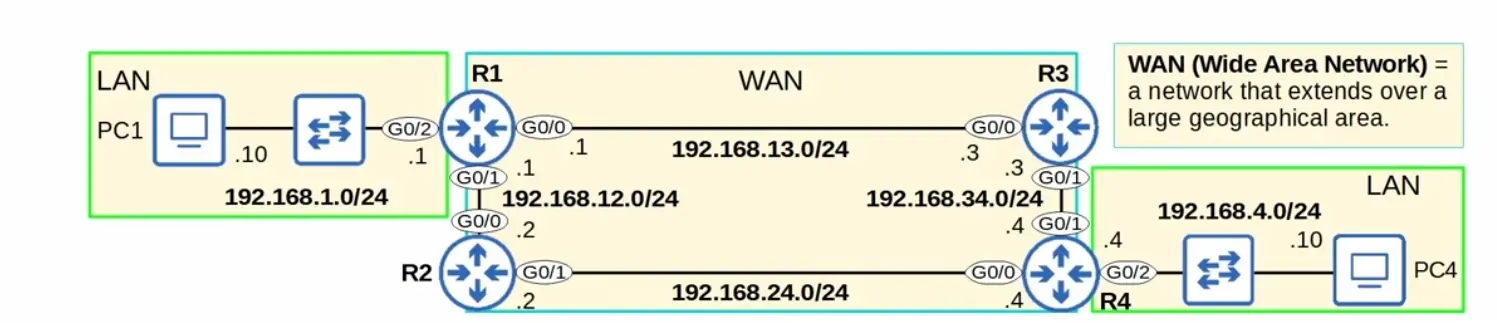 LAN
PC1
.10
G0/2
.1
192.168.1.0/24
R1
WAN
R3
G0/0
.1
192.168.13.0/24
G0/0
.3
.1
G0/1
192.168.12.0/24
G0/0
.2
.3
G0/1
192.168.34.0/24
.4
G0/1
R2
G0/1
.2
192.168.24.0/24
G0/0
.4
R4
WAN (Wide Area Network) =
a network that extends over a
large geographical area.
LAN
192.168.4.0/24
.4
.10
G0/2
PC4